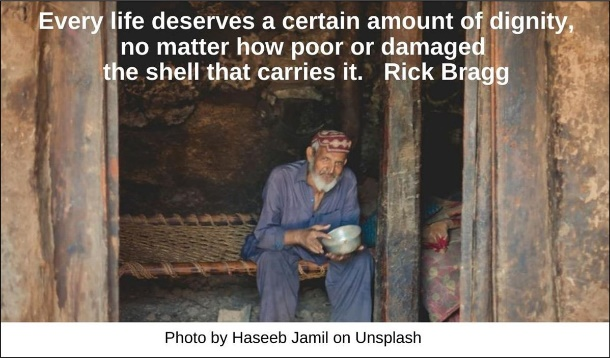 Every life deserves a certain amount of dignity,
no matter how poor or damaged
the shell that carries it.   Rick Bragg
Photo by Haseeb Jamil on Unsplash